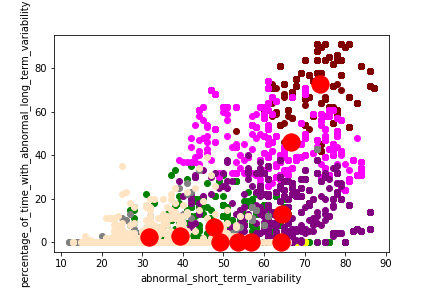 percentage_of_time_with_abnormal_long_term_variability
80
60
40
20
0
10 20 30 40 50 60 70 80 90
abnormal_short_term_variability